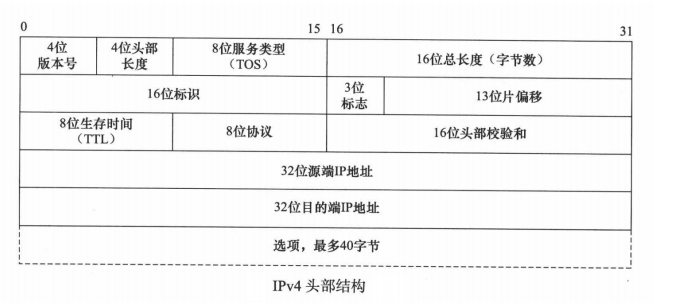 0 15 16 31
4位
版本号
4位头部
长度
8位服务类型
(TOS)
16位总长度(字节数)
16位标识
3位
标志
13位片偏移
8位生存时间
(TTL)
8位协议
16位头部校验和
32位源端IP地址
32位目的端IP地址
选项,最多40字节
IPv4 头部结构